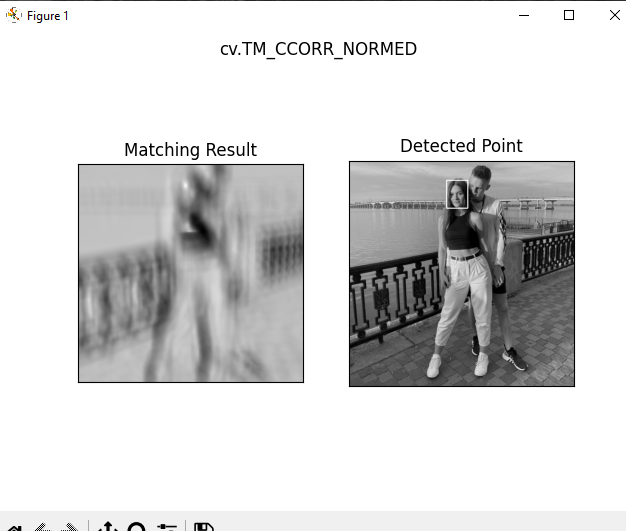 Figure 1
cv.TM_CCORR_NORMED
Matching Result
Detected Point